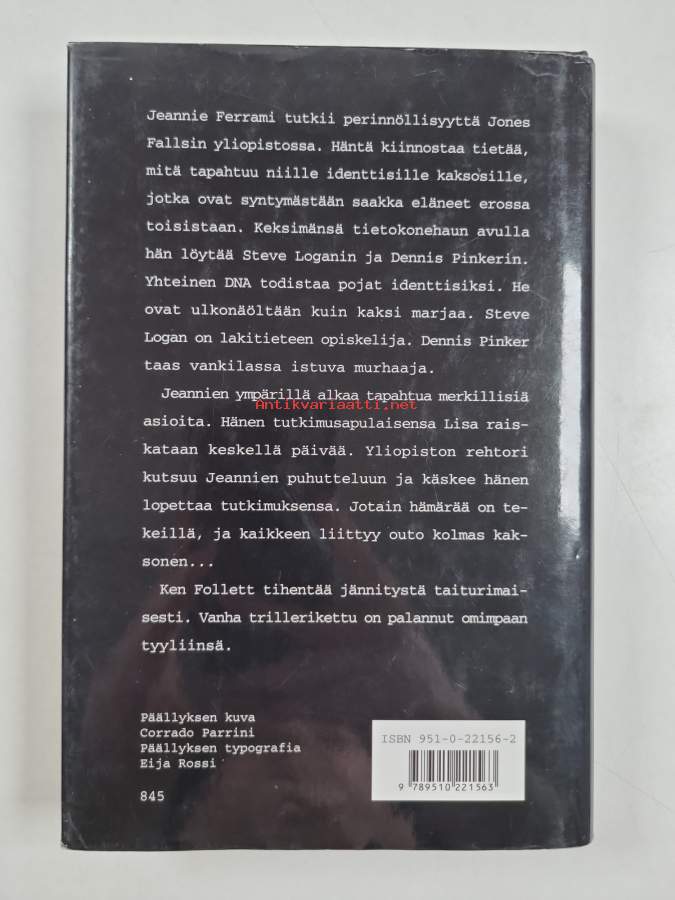 Jeannie Ferrami tutkii perinnöllisyyttä Jones
Fallsin yliopistossa. Häntä kiinnostaa tietää,
mitä tapahtuu niille identtisille kaksosille,
jotka ovat syntymästään saakka eläneet erossa
toisistaan. Keksimänsä tietokonehaun avulla
hän löytää Steve Loganin ja Dennis Pinkerin.
Yhteinen DNA todistaa pojat identtisiksi. He
ovat ulkonäöltään kuin kaksi marjaa. Steve
Logan on lakitieteen opiskelija. Dennis Pinker
taas vankilassa istuva murhaaja.
Jeannien ympärillä alkaa tapahtua merkillisiä
Antikvariaatti.net
asioita. Hänen tutkimusapulaisensa Lisa rais-
kataan keskellä päivää. Yliopiston rehtori
kutsuu Jeannien puhutteluun ja käskee hänen
lopettaa tutkimuksensa. Jotain hämärää on te-
keillä, ja kaikkeen liittyy outo kolmas kak-
sonen...
Ken Follett tihentää jännitystä taiturimai-
sesti. Vanha trillerikettu on palannut omimpaan
tyyliinsä.
Päällyksen kuva
Corrado Parrini
Päällyksen typografia
Eija Rossi
845
ISBN 951-0-22156-2
9 789510 221563